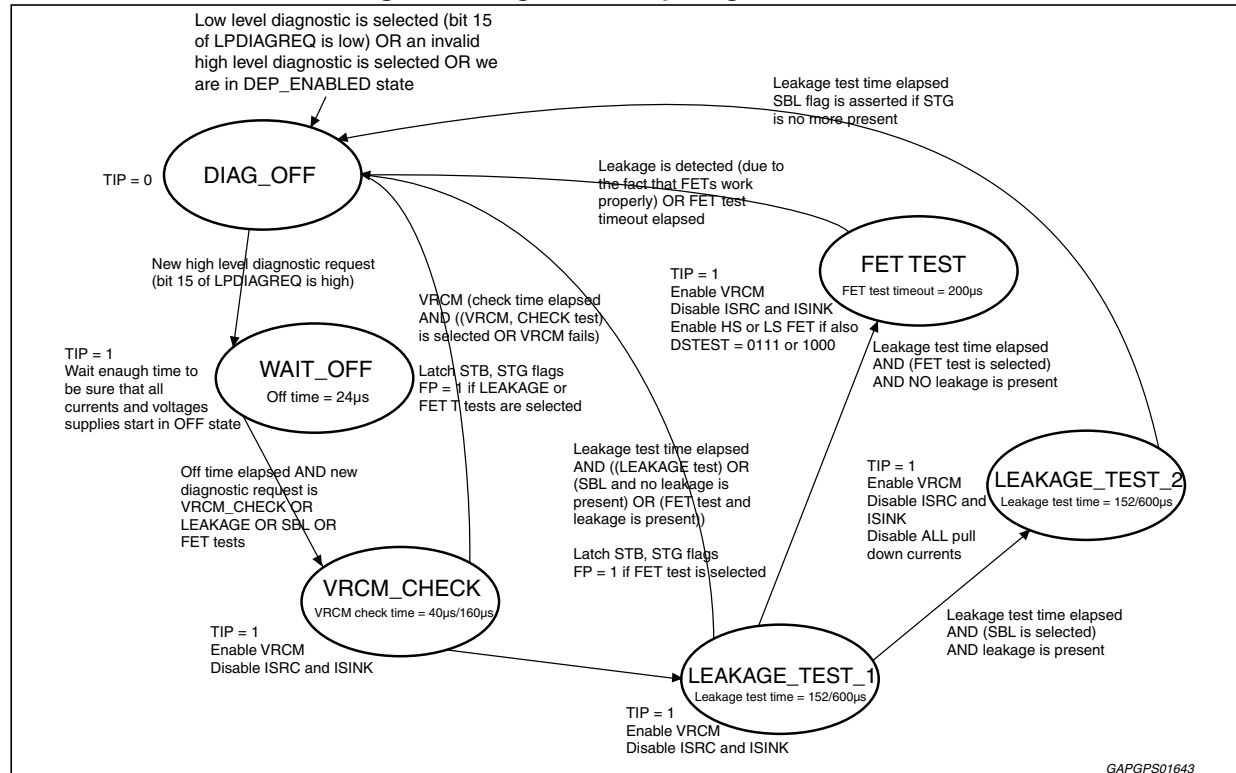 Low level diagnostic is selected (bit 15
of LPDIAGREQ is low) OR an invalid
high level diagnostic is selected OR we
are in DEP_ENABLED state
Leakage test time elapsed
SBL flag is asserted if STG
is no more present
TIP = 0
DIAG_OFF
Leakage is detected (due to
the fact that FETs work
properly) OR FET test
timeout elapsed
New high level diagnostic request
(bit 15 of LPDIAGREQ is high)
FET TEST
FET test timeout = 200µs
TIP = 1
Enable VRCM
Disable ISRC and ISINK
Enable HS or LS FET if also
DSTEST = 0111 or 1000
VRCM (check time elapsed
AND ((VRCM, CHECK test)
is selected OR VRCM fails)
Latch STB, STG flags
FP = 1 if LEAKAGE or
FET T tests are selected
TIP = 1
Wait enaugh time to
be sure that all
currents and voltages
supplies start in OFF state
WAIT_OFF
Off time = 24µs
Leakage test time elapsed
AND (FET test is selected)
AND NO leakage is present
Off time elapsed AND new
diagnostic request is
VRCM_CHECK OR
LEAKAGE OR SBL OR
FET tests
Leakage test time elapsed
AND ((LEAKAGE test) OR
(SBL and no leakage is
present) OR (FET test and
leakage is present))
Latch STB, STG flags
FP = 1 if FET test is selected
TIP = 1
Enable VRCM
Disable ISRC and
ISINK
Disable ALL pull
down currents
LEAKAGE_TEST_2
Leakage test time = 152/600µs
VRCM_CHECK
VRCM check time = 40µs/160µs
TIP = 1
Enable VRCM
Disable ISRC and ISINK
Leakage test time elapsed
AND (SBL is selected)
AND leakage is present
LEAKAGE_TEST_1
Leakage test time = 152/600µs
TIP = 1
Enable VRCM
Disable ISRC and ISINK
GAPGPS01643